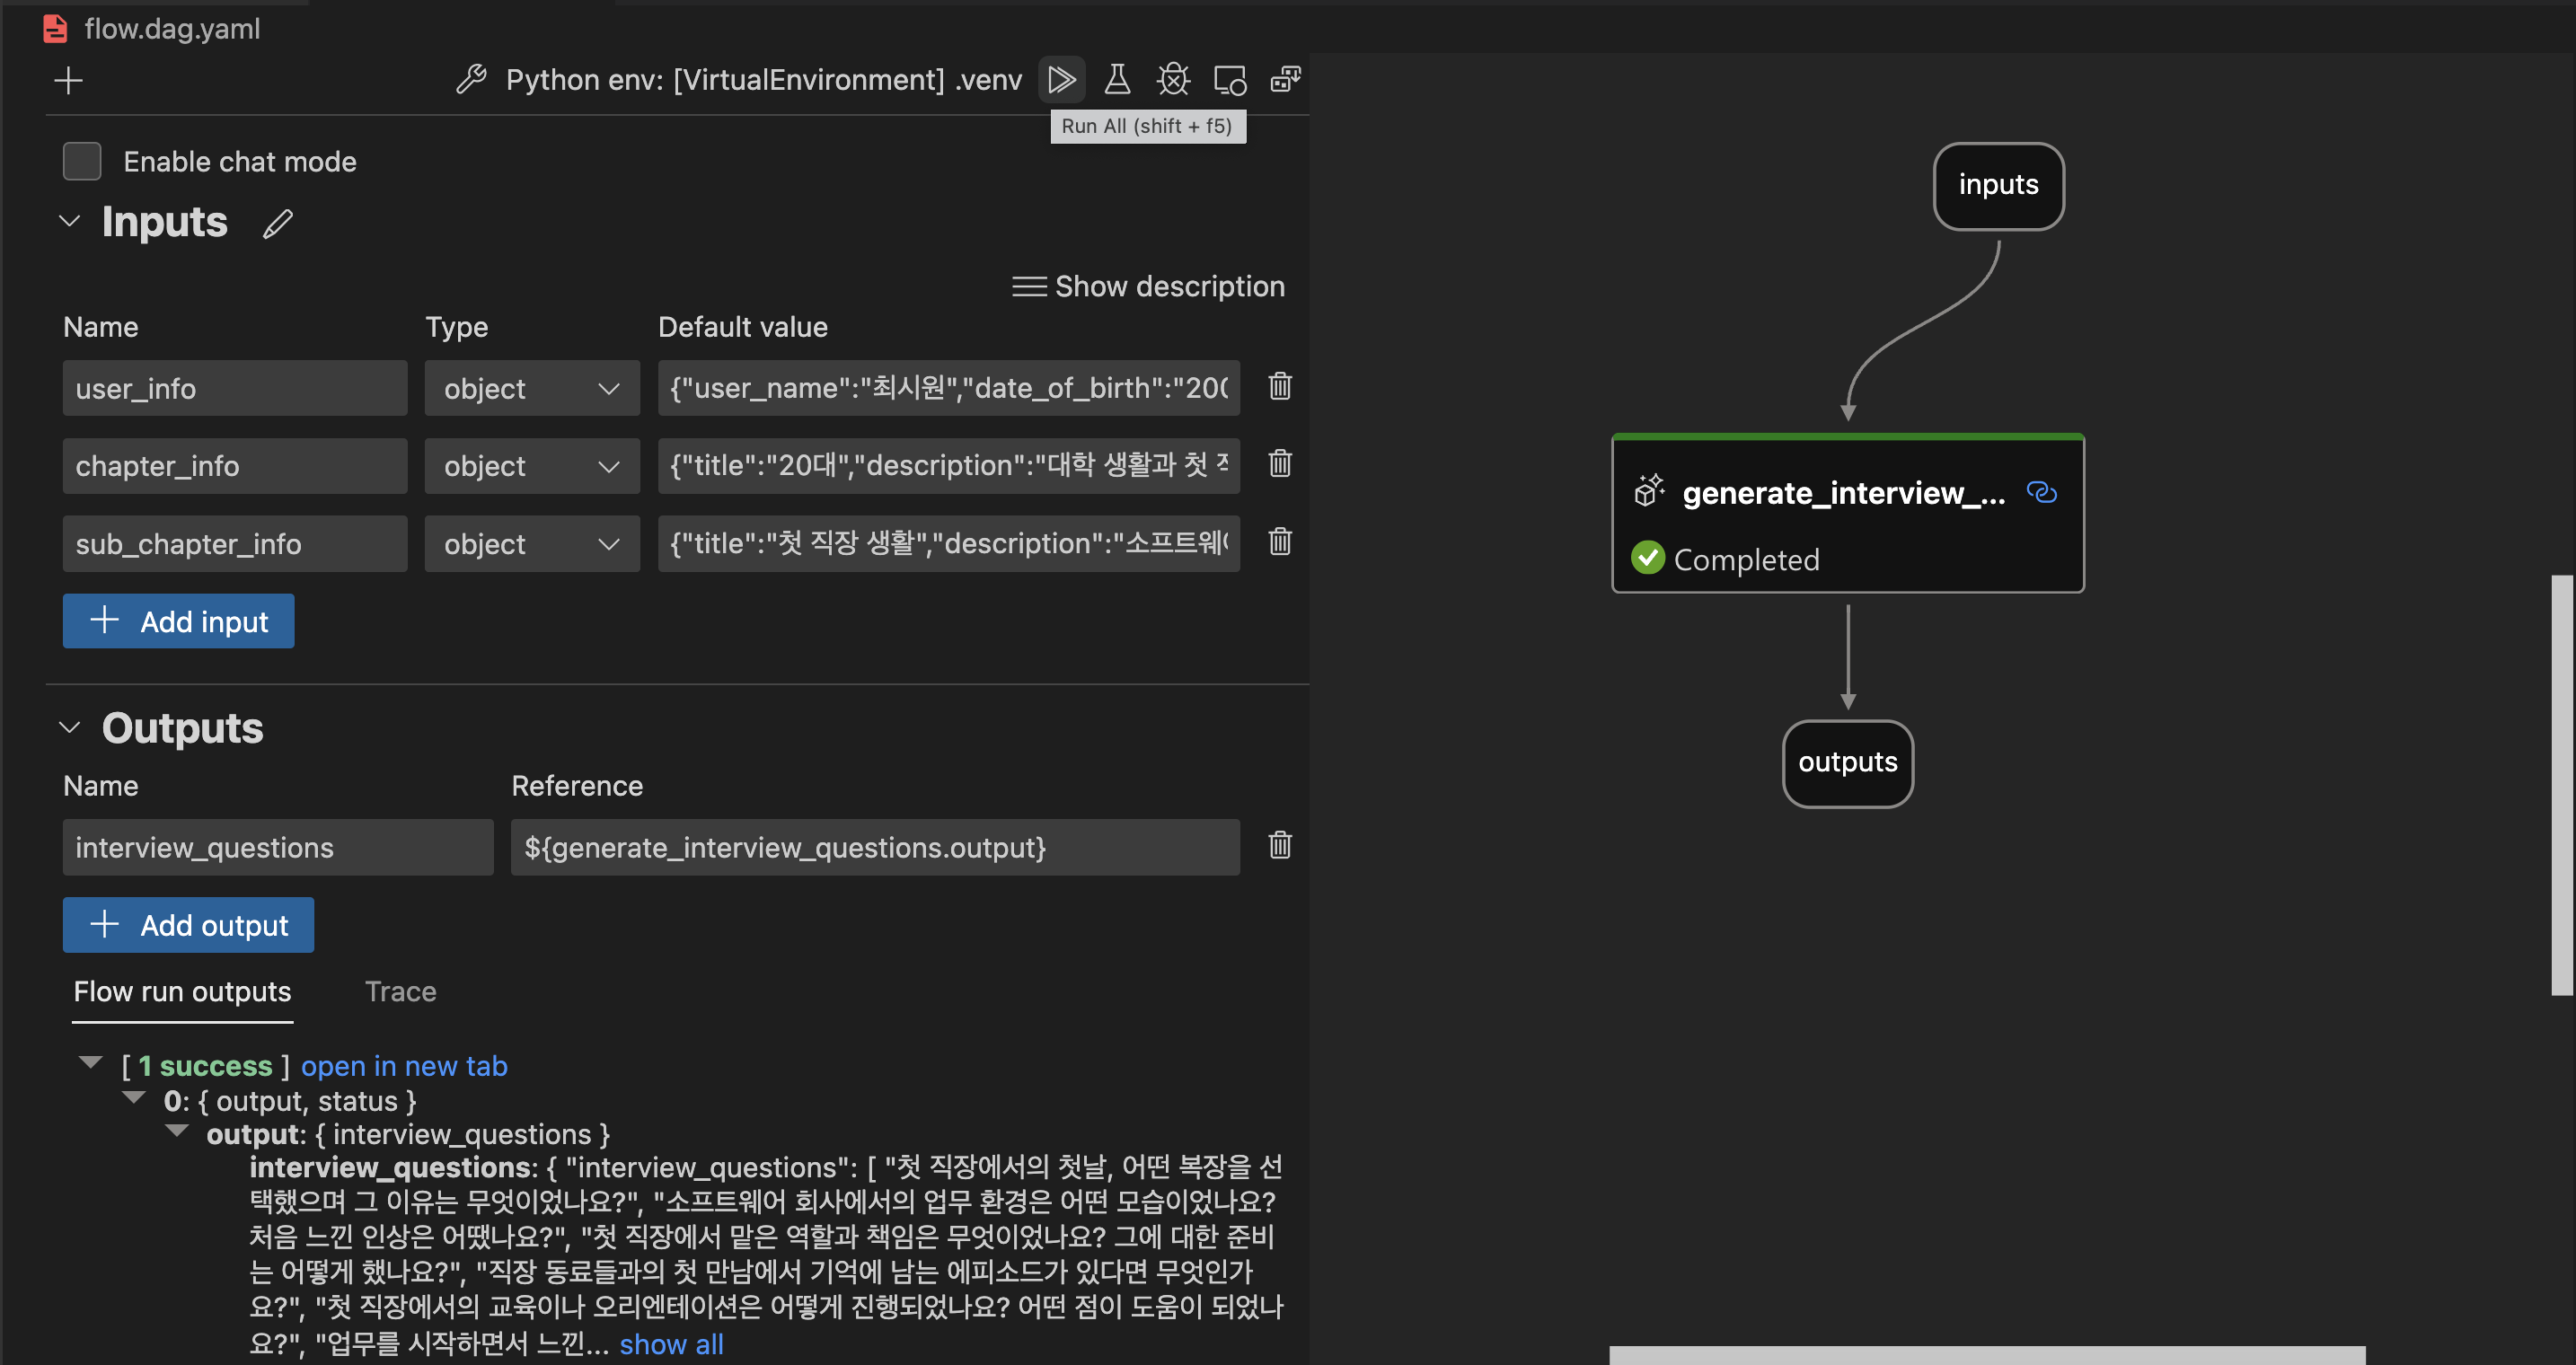 flow.dag.yaml
Python env: [VirtualEnvironment] .venv
Run All (shift + f5)
Enable chat mode
Inputs
Show description
Name Type Default value
user_info object {"user_name":"최시원","date_of_birth":"200
chapter_info object {"title":"20대","description":"대학 생활과 첫
sub_chapter_info object {"title":"첫 직장 생활","description":"소프트웨
Add input
Outputs
Name Reference
interview_questions ${generate_interview_questions.output}
Add output
Flow run outputs Trace
[ 1 success ] open in new tab
0: { output, status }
output: { interview_questions }
interview_questions: { "interview_questions": [ "첫 직장에서의 첫날, 어떤 복장을 선
택했으며 그 이유는 무엇이었나요?", "소프트웨어 회사에서의 업무 환경은 어떤 모습이었나요?
처음 느낀 인상은 어땠나요?", "첫 직장에서 맡은 역할과 책임은 무엇이었나요? 그에 대한 준비
는 어떻게 했나요?", "직장 동료들과의 첫 만남에서 기억에 남는 에피소드가 있다면 무엇인가
요?", "첫 직장에서의 교육이나 오리엔테이션은 어떻게 진행되었나요? 어떤 점이 도움이 되었나
요?", "업무를 시작하면서 느낀... show all
inputs
generate_interview_...
Completed
outputs